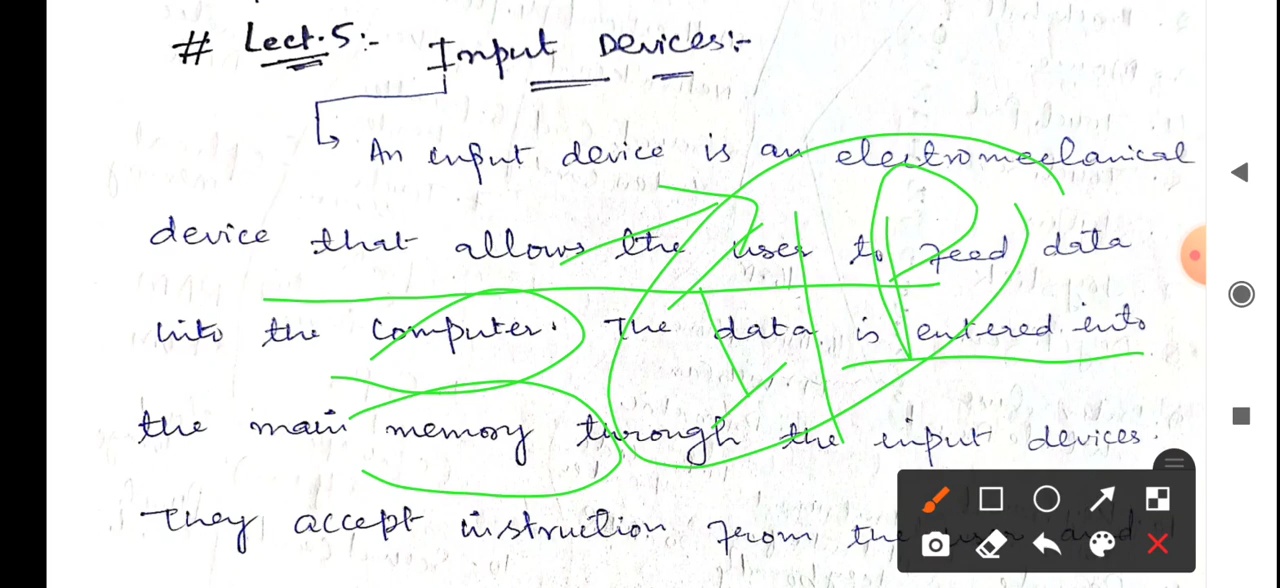 # Lect.5:- Input Devices:-
An input device is an electromechanical
device that allows the user to feed data
into the computer. The data is entered into
the main memory through the input devices.
They accept instruction from the